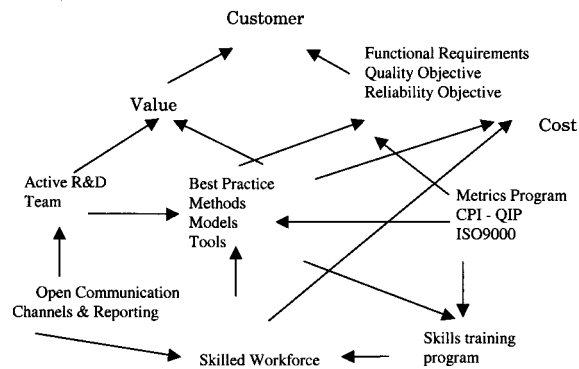 Customer
Functional Requirements
Quality Objective
Reliability Objective
Value
Cost
Active R&D
Team
Best Practice
Methods
Models
Tools
Metrics Program
CPI - QIP
ISO9000
Open Communication
Channels & Reporting
Skilled Workforce
Skills training
program